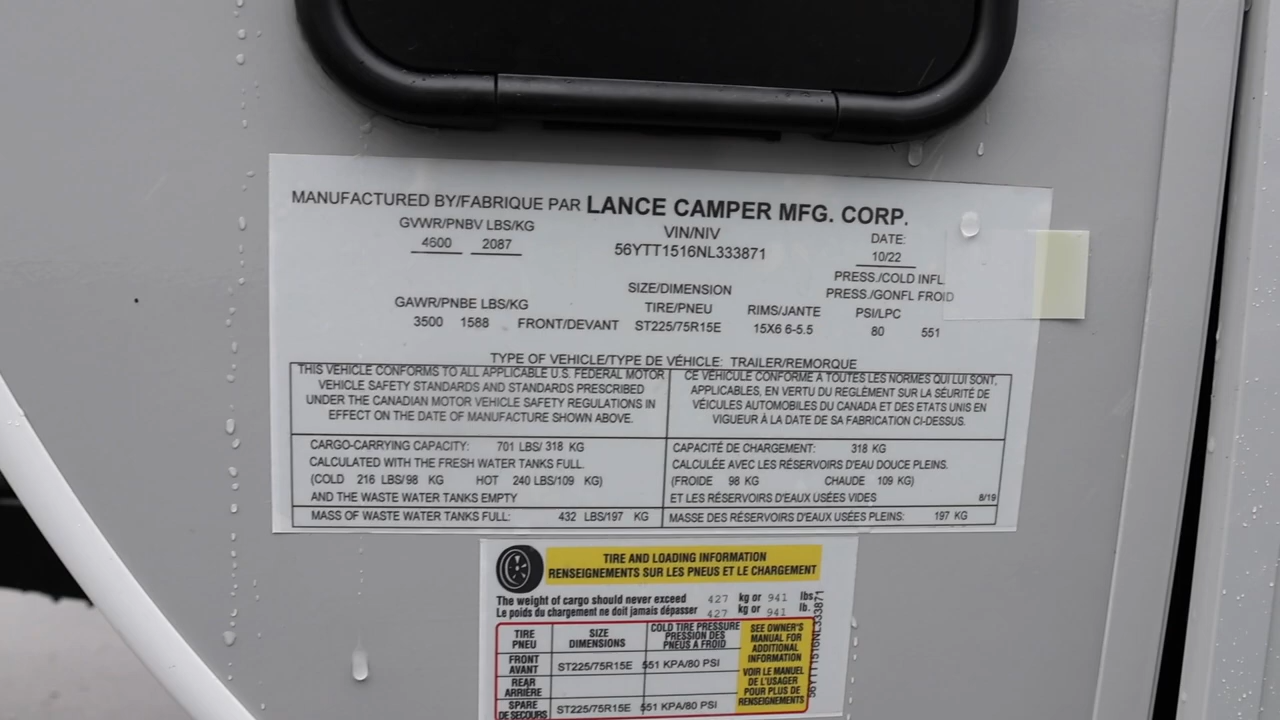 MANUFACTURED BY/FABRIQUE PAR LANCE CAMPER MFG. CORP.
GVWR/PNBV LBS/KG VIN/NIV DATE:
4600 2087 56YTT1516NL333871 10/22
PRESS./COLD INFL
SIZE/DIMENSION PRESS./GONFL FROID
GAWR/PNBE LBS/KG TIRE/PNEU RIMS/JANTE PSI/LPC
3500 1588 FRONT/DEVANT ST225/75R15E 15X6 6-5.5 80 551
TYPE OF VEHICLE/TYPE DE VÉHICLE: TRAILER/REMORQUE
THIS VEHICLE CONFORMS TO ALL APPLICABLE U.S. FEDERAL MOTOR
VEHICLE SAFETY STANDARDS AND STANDARDS PRESCRIBED
UNDER THE CANADIAN MOTOR VEHICLE SAFETY REGULATIONS IN
EFFECT ON THE DATE OF MANUFACTURE SHOWN ABOVE.
CE VÉHICULE CONFORME À TOUTES LES NORMES QUI LUI SONT,
APPLICABLES, EN VERTU DU REGLEMENT SUR LA SÉURITÉ DE
VÉICULES AUTOMOBILES DU CANADA ET DES ETATS UNIS EN
VIGUEUR À LA DATE DE SA FABRICATION CI-DESSUS.
CARGO-CARRYING CAPACITY: 701 LBS/ 318 KG
CALCULATED WITH THE FRESH WATER TANKS FULL.
(COLD 216 LBS/98 KG HOT 240 LBS/109 KG)
AND THE WASTE WATER TANKS EMPTY
MASS OF WASTE WATER TANKS FULL: 432 LBS/197 KG
CAPACITÉ DE CHARGEMENT: 318 KG
CALCULÉE AVEC LES RÉSERVOIRS D'EAU DOUCE PLEINS.
(FROIDE 98 KG CHAUDE 109 KG)
ET LES RÉSERVOIRS D'EAUX USÉES VIDES 8/19
MASSE DES RÉSERVOIRS D'EAUX USÉES PLEINS: 197 KG
TIRE AND LOADING INFORMATION
RENSEIGNEMENTS SUR LES PNEUS ET LE CHARGEMENT
The weight of cargo should never exceed 427 kg or 941 lbs
Le poids du chargement ne doit jamais dépasser 427 kg or 941 lb.
TIRE
PNEU
SIZE
DIMENSIONS
COLD TIRE PRESSURE
PRESSION DES
PNEUS À FROID
FRONT
AVANT
ST225/75R15E 551 KPA/80 PSI
REAR
ARRIÈRE
SPARE
DE SECOURS
ST225/75R15E 551 KPA/80 PSI
SEE OWNER'S
MANUAL FOR
ADDITIONAL
INFORMATION
VOIR LE MANUEL
DE L'USAGER
POUR PLUS DE
RENSEIGNEMENTS
56YTT1516NL333871